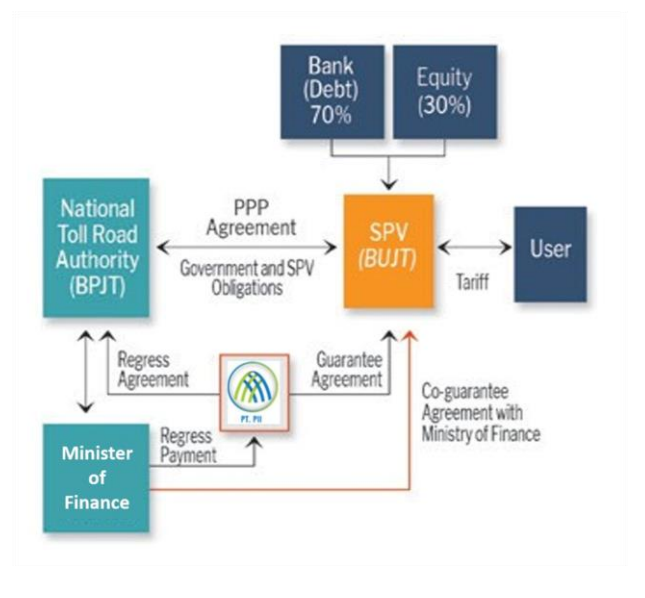 Bank
(Debt)
70%
Equity
(30%)
National
Toll Road
Authority
(BPJT)
PPP
Agreement
Government and SPV
Obligations
SPV
(BUJT)
Tariff
User
Regress
Agreement
PT. PII
Guarantee
Agreement
Co-guarantee
Agreement with
Ministry of Finance
Minister
of
Finance
Regress
Payment